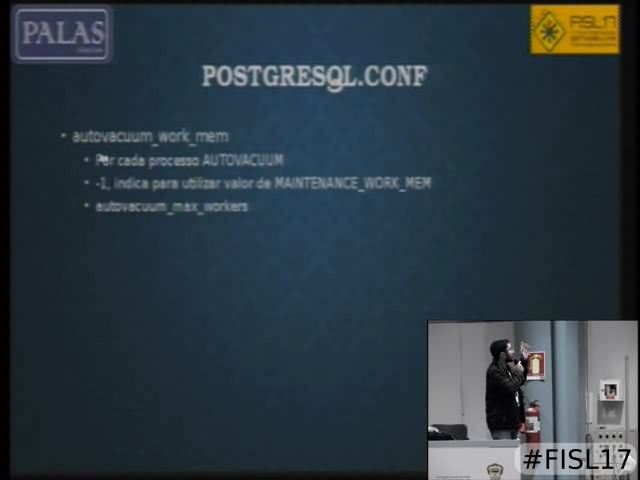 PALAS
FISL17
POSTGRESQL.CONF
• autovacuum_work_mem
• Por cada processo AUTOVACUUM
• -1, indica para utilizar valor de MAINTENANCE_WORK_MEM
• autovacuum_max_workers
#FISL17